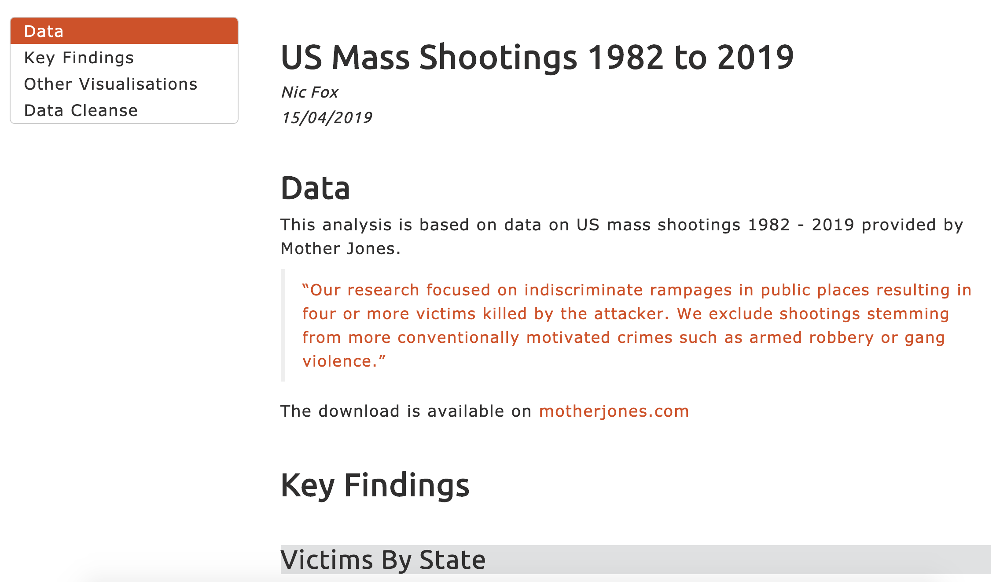 Data
Key Findings
Other Visualisations
Data Cleanse
US Mass Shootings 1982 to 2019
Nic Fox
15/04/2019
Data
This analysis is based on data on US mass shootings 1982 - 2019 provided by
Mother Jones.
“Our research focused on indiscriminate rampages in public places resulting in
four or more victims killed by the attacker. We exclude shootings stemming
from more conventionally motivated crimes such as armed robbery or gang
violence.”
The download is available on motherjones.com
Key Findings
Victims By State